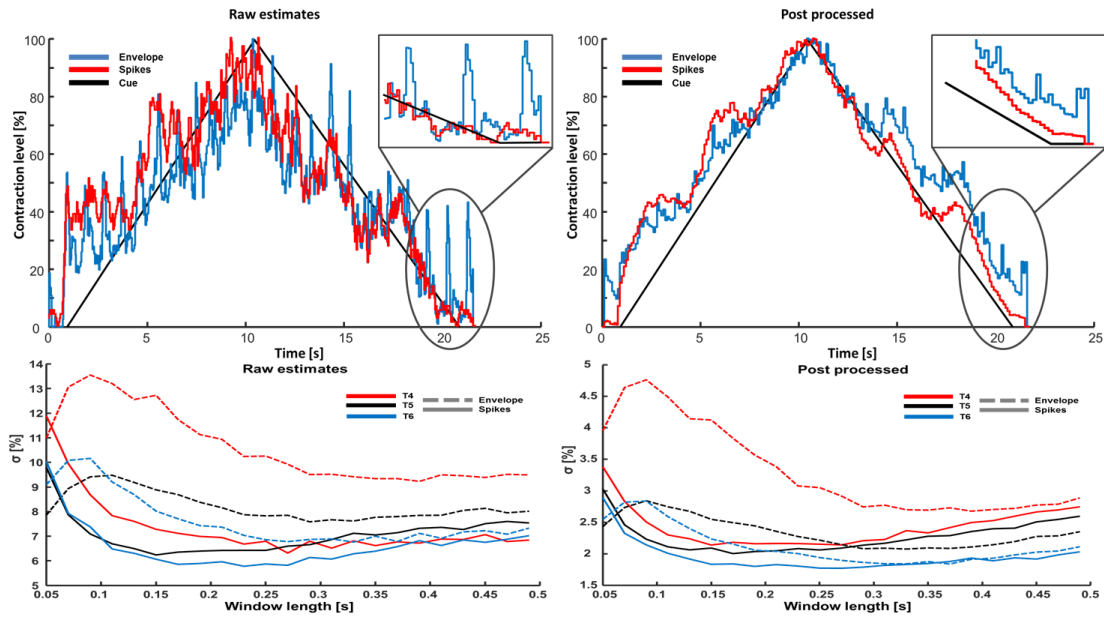 Raw estimates
Post processed
100
80
60
40
20
0
Contraction level [%]
Envelope
Spikes
Cue
0 5 10 15 20 25
Time [s]
100
80
60
40
20
0
Contraction level [%]
Envelope
Spikes
Cue
0 5 10 15 20 25
Time [s]
Raw estimates
14
13
12
11
10
9
8
7
6
5
σ [%]
T4
T5
T6
Envelope
Spikes
0.05 0.1 0.15 0.2 0.25 0.3 0.35 0.4 0.45 0.5
Window length [s]
Post processed
5
4.5
4
3.5
3
2.5
2
1.5
σ [%]
T4
T5
T6
Envelope
Spikes
0.05 0.1 0.15 0.2 0.25 0.3 0.35 0.4 0.45 0.5
Window length [s]